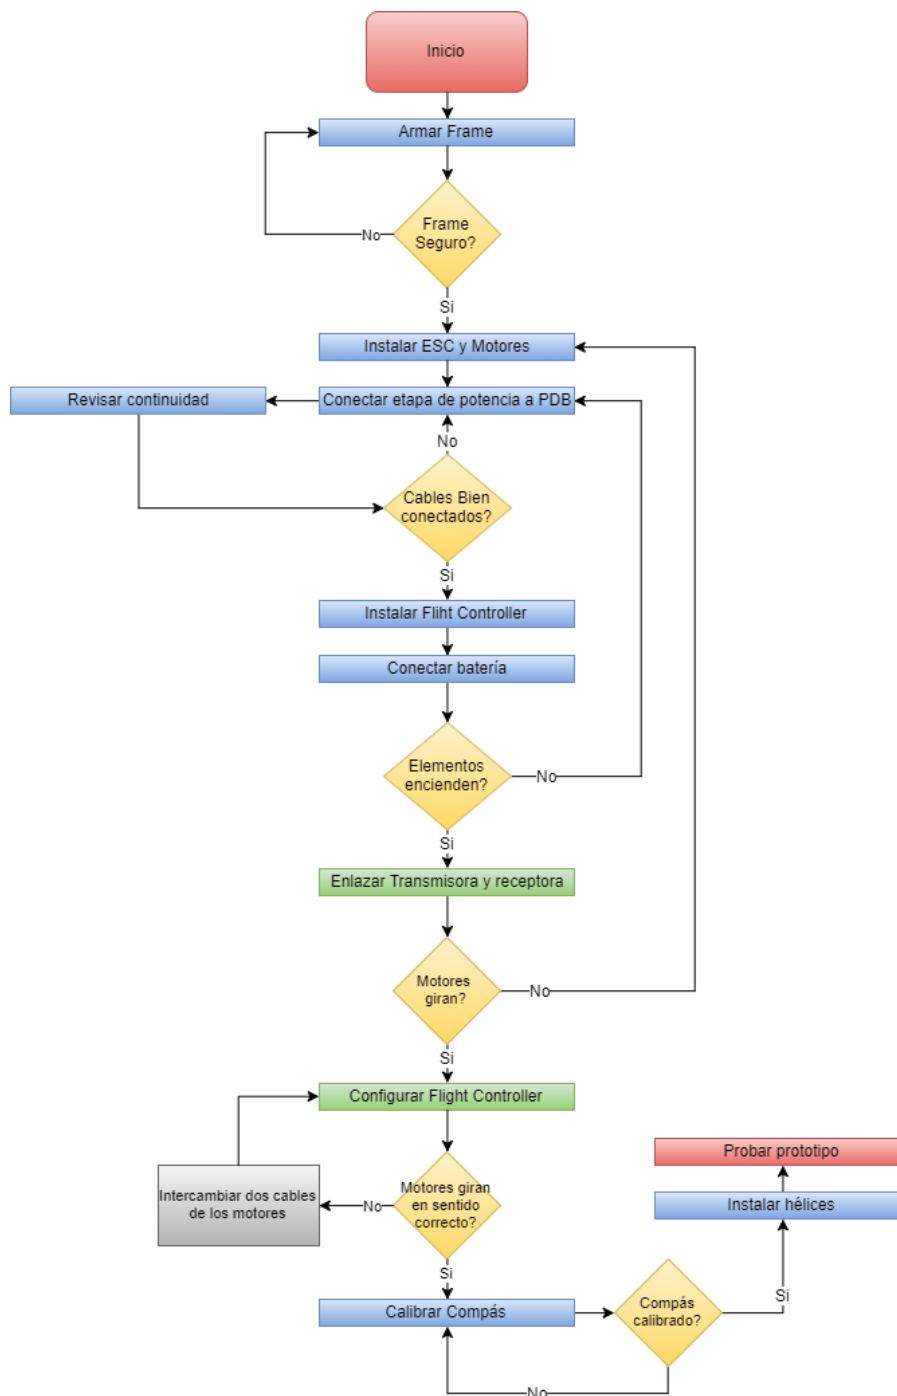 Inicio
Armar Frame
Frame
Seguro?
No
Si
Instalar ESC y Motores
Revisar continuidad
Conectar etapa de potencia a PDB
No
Cables Bien
conectados?
Si
Instalar Fliht Controller
Conectar batería
Elementos
encienden?
No
Si
Enlazar Transmisora y receptora
Motores
giran?
No
Si
Configurar Flight Controller
Probar prototipo
Intercambiar dos cables
de los motores
No
Motores giran
en sentido
correcto?
Instalar hélices
Si
Calibrar Compás
Compás
calibrado?
Si
No